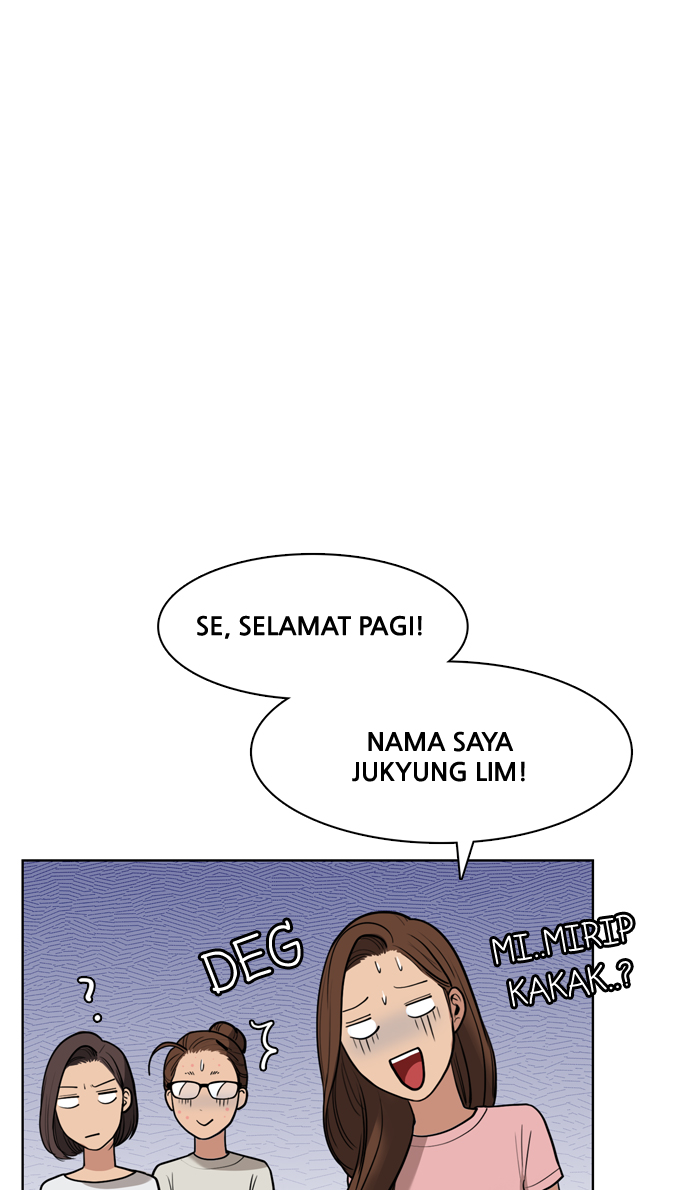 SE, SELAMAT PAGI!
NAMA SAYA
JUKYUNG LIM!
DEG
MI..MIRIP
KAKAK..?
?